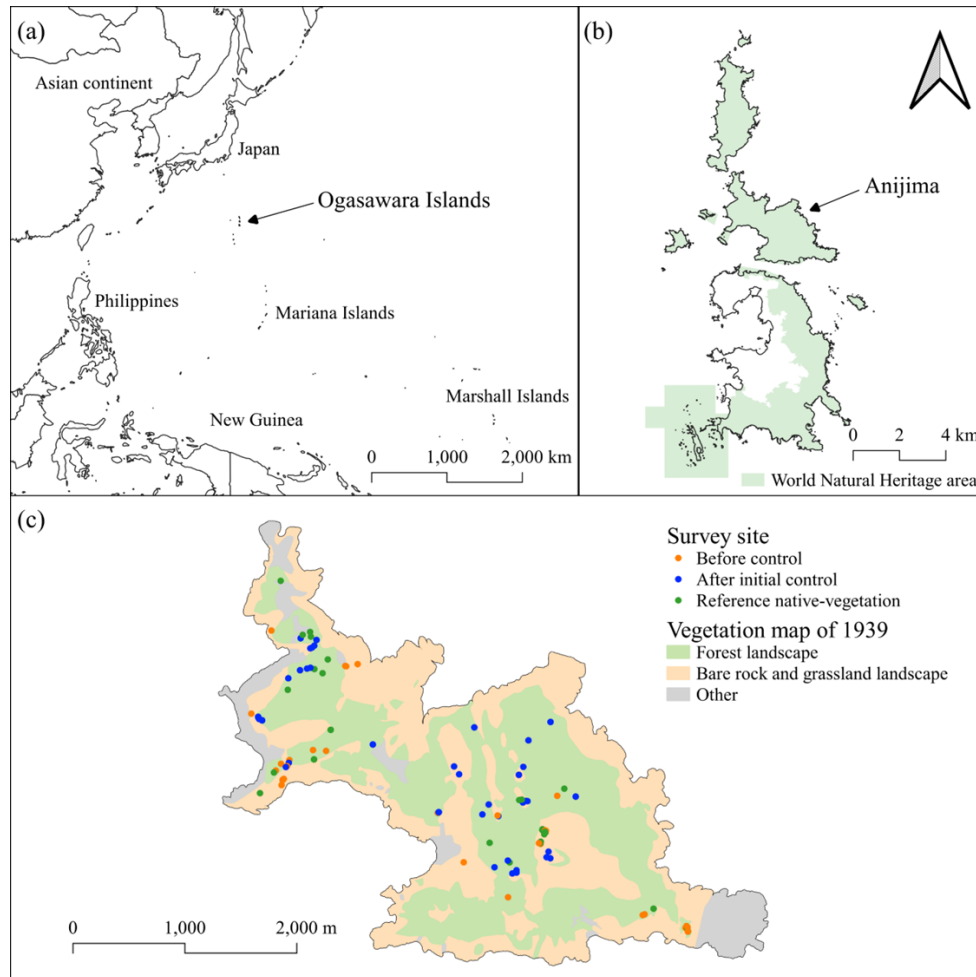 (a)
Asian continent
Japan
Ogasawara Islands
Philippines
Mariana Islands
Marshall Islands
New Guinea
0 1,000 2,000 km
(b)
Anijima
0 2 4 km
World Natural Heritage area
(c)
Survey site
Before control
After initial control
Reference native-vegetation
Vegetation map of 1939
Forest landscape
Bare rock and grassland landscape
Other
0 1,000 2,000 m